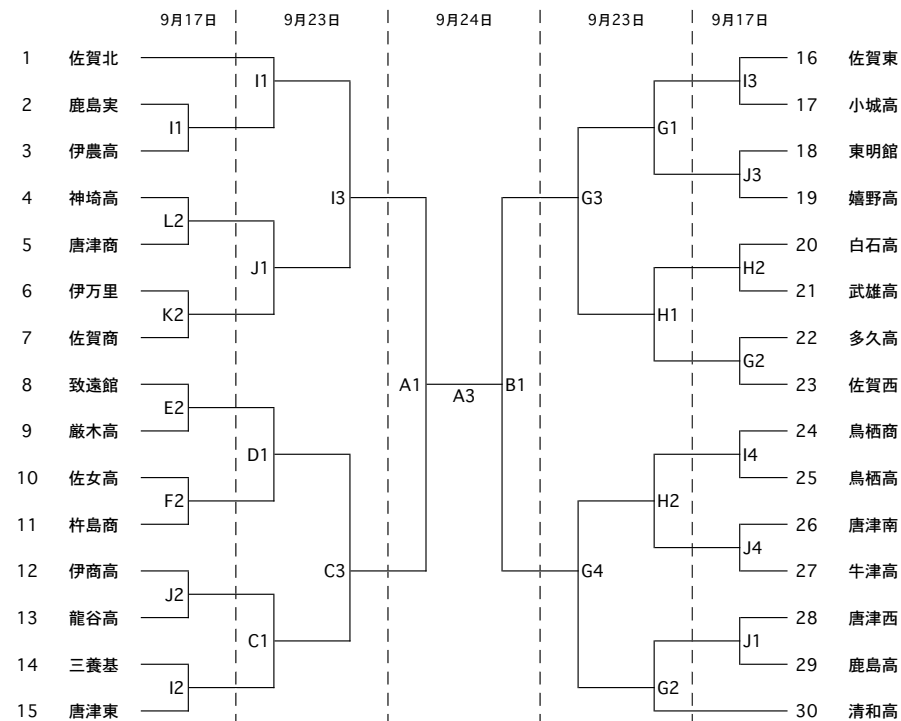 9月17日 9月23日 9月24日 9月23日 9月17日
1 佐賀北 16 佐賀東
I1 I3
2 鹿島実 17 小城高
I1 G1
3 伊農高 18 東明館
J3
4 神埼高 I3 G3 19 嬉野高
L2
5 唐津商 20 白石高
J1 H2
6 伊万里 21 武雄高
K2 H1
7 佐賀商 22 多久高
G2
8 致遠館 A1 A3 B1 23 佐賀西
E2
9 厳木高 24 鳥栖商
D1 I4
10 佐女高 25 鳥栖高
F2 H2
11 杵島商 26 唐津南
J4
12 伊商高 C3 G4 27 牛津高
J2
13 龍谷高 28 唐津西
C1 J1
14 三養基 29 鹿島高
I2 G2
15 唐津東 30 清和高